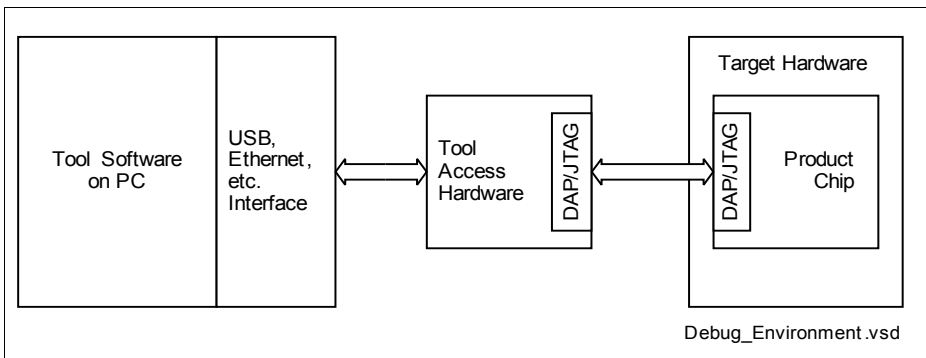 Tool Software
on PC
USB,
Ethernet,
etc.
Interface
Tool
Access
Hardware
DAP/JTAG
Target Hardware
DAP/JTAG
Product
Chip
Debug_Environment.vsd